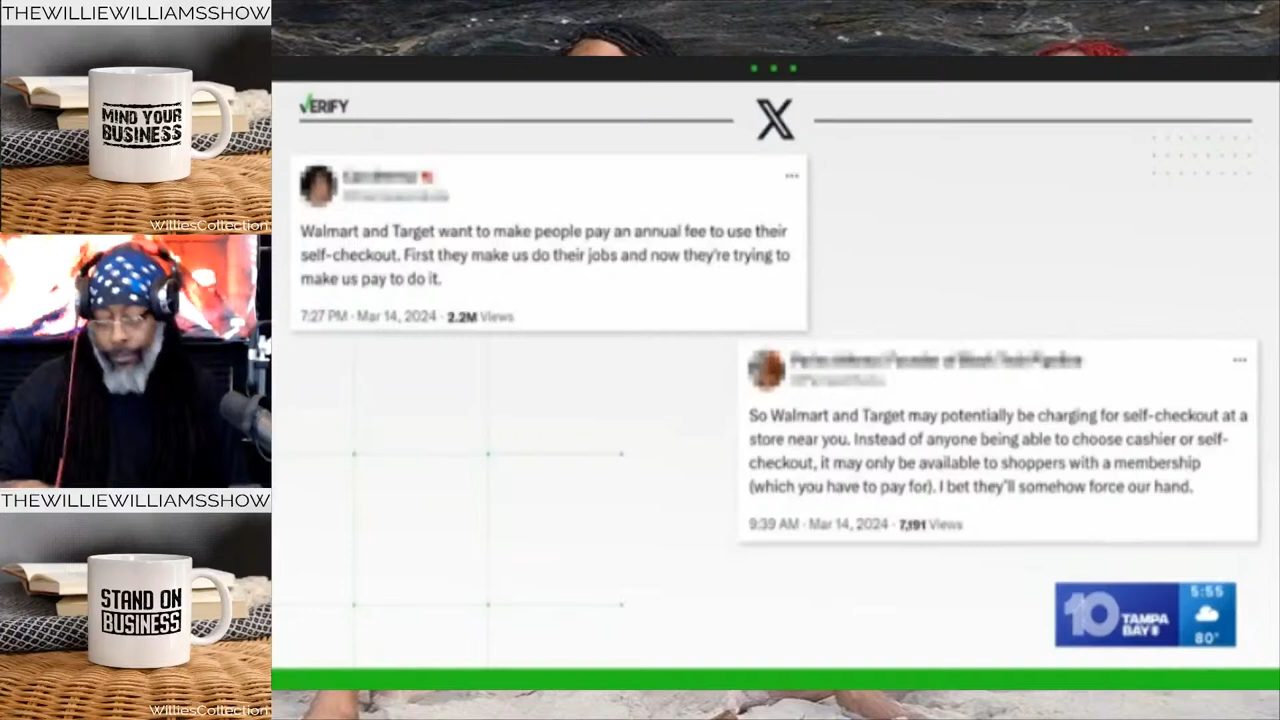 THEWILLIEWILLIAMSSHOW
MIND YOUR
BUSINESS
WilliesCollection
THEWILLIEWILLIAMSSHOW
STAND ON
BUSINESS
WilliesCollection
VERIFY
X
Walmart and Target want to make people pay an annual fee to use their
self-checkout. First they make us do their jobs and now they're trying to
make us pay to do it.
7:27 PM · Mar 14, 2024 · 2.2M Views
So Walmart and Target may potentially be charging for self-checkout at a
store near you. Instead of anyone being able to choose cashier or self-
checkout, it may only be available to shoppers with a membership
(which you have to pay for). I bet they'll somehow force our hand.
9:39 AM · Mar 14, 2024 · 7,191 Views
10 TAMPA
BAY
5:55
80°